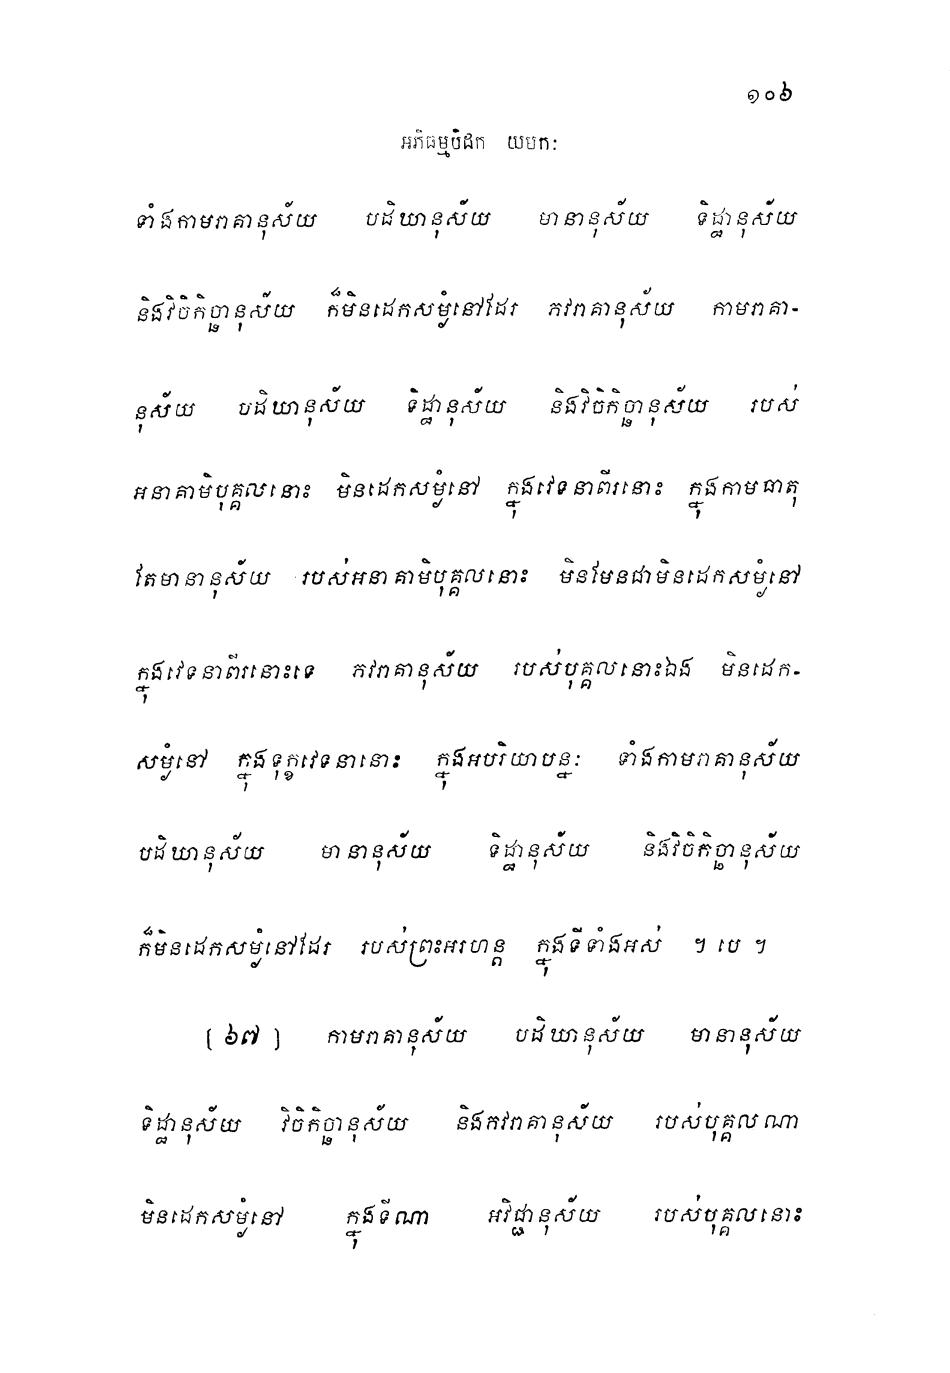 ១០៦
អភិធម្មបិដក យមកៈ
ទាំងកាមរាគានុស័យ បដិឃានុស័យ មានានុស័យ ទិដ្ឋានុស័យ
និងវិចិកិច្ឆានុស័យ ក៏មិនដេកសម្ងំនៅដែរ ភវរាគានុស័យ កាមរាគា-
នុស័យ បដិឃានុស័យ ទិដ្ឋានុស័យ និងវិចិកិច្ឆានុស័យ របស់
អនាគាមិបុគ្គលនោះ មិនដេកសម្ងំនៅ ក្នុងវេទនាពីរនោះ ក្នុងកាមធាតុ
តែមានានុស័យ របស់អនាគាមិបុគ្គលនោះ មិនមែនជាមិនដេកសម្ងំនៅ
ក្នុងវេទនាពីរនោះទេ ភវរាគានុស័យ របស់បុគ្គលនោះឯង មិនដេក-
សម្ងំនៅ ក្នុងទុក្ខវេទនានោះ ក្នុងអបរិយាបន្នៈ ទាំងកាមរាគានុស័យ
បដិឃានុស័យ មានានុស័យ ទិដ្ឋានុស័យ និងវិចិកិច្ឆានុស័យ
ក៏មិនដេកសម្ងំនៅដែរ របស់ព្រះអរហន្ត ក្នុងទីទាំងអស់ ។ បេ ។
[ ៦៧ ] កាមរាគានុស័យ បដិឃានុស័យ មានានុស័យ
ទិដ្ឋានុស័យ វិចិកិច្ឆានុស័យ និងភវរាគានុស័យ របស់បុគ្គលណា
មិនដេកសម្ងំនៅ ក្នុងទីណា អវិជ្ជានុស័យ របស់បុគ្គលនោះ